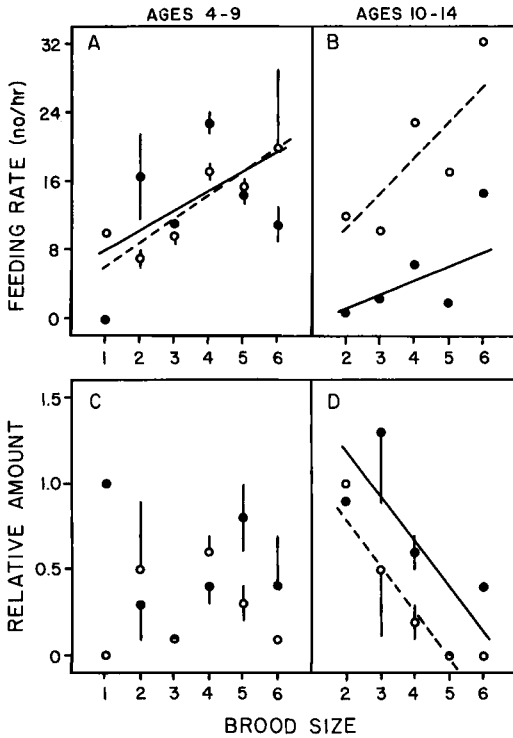 AGES 4-9
AGES 10-14
A
B
FEEDING RATE (no/hr)
32
24
16
8
0
1 2 3 4 5 6
2 3 4 5 6
C
D
RELATIVE AMOUNT
1.5
1.0
0.5
0
1 2 3 4 5 6
2 3 4 5 6
BROOD SIZE